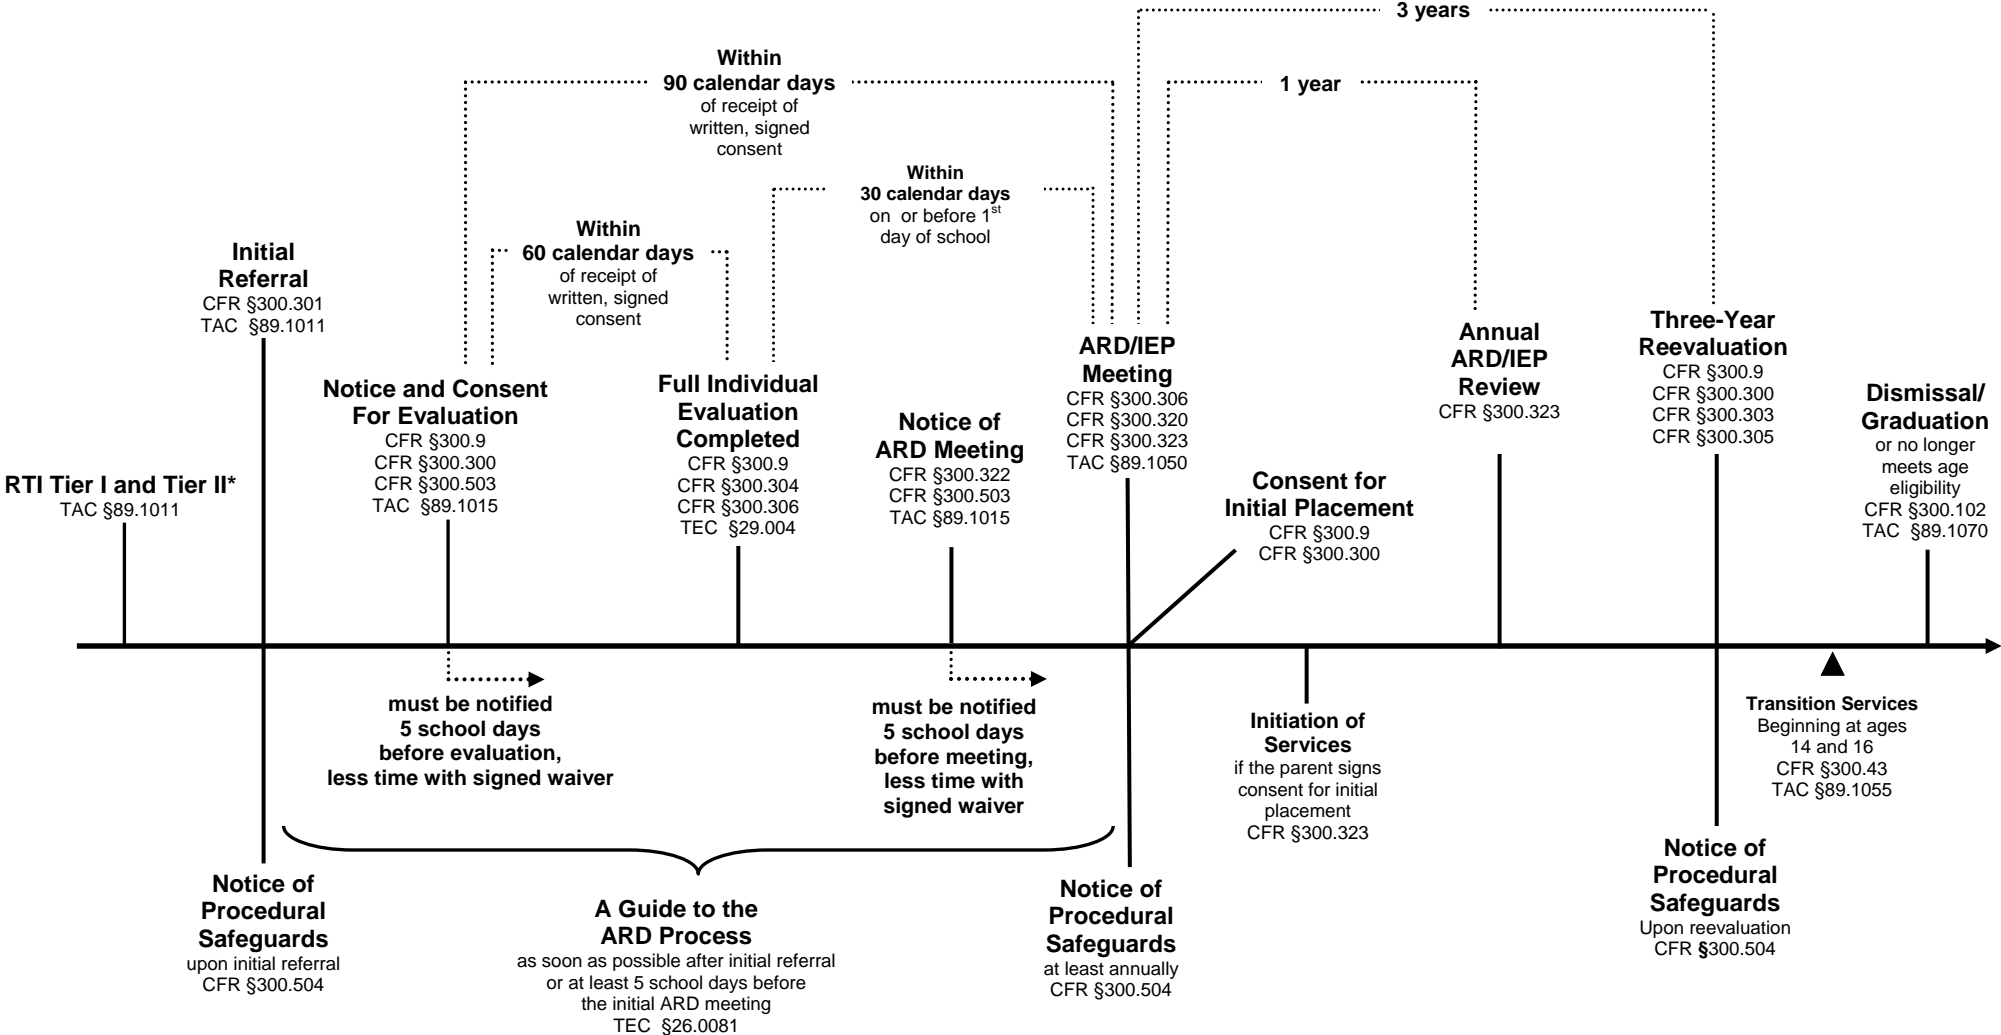 3 years
Within
90 calendar days
of receipt of
written, signed
consent
1 year
Within
30 calendar days
on or before 1st
day of school
Within
60 calendar days
of receipt of
written, signed
consent
Initial
Referral
CFR §300.301
TAC §89.1011
RTI Tier I and Tier II*
TAC §89.1011
Notice and Consent
For Evaluation
CFR §300.9
CFR §300.300
CFR §300.503
TAC §89.1015
Full Individual
Evaluation
Completed
CFR §300.9
CFR §300.304
CFR §300.306
TEC §29.004
Notice of
ARD Meeting
CFR §300.322
CFR §300.503
TAC §89.1015
ARD/IEP
Meeting
CFR §300.306
CFR §300.320
CFR §300.323
TAC §89.1050
Consent for
Initial Placement
CFR §300.9
CFR §300.300
Annual
ARD/IEP
Review
CFR §300.323
Three-Year
Reevaluation
CFR §300.9
CFR §300.300
CFR §300.303
CFR §300.305
Dismissal/
Graduation
or no longer
meets age
eligibility
CFR §300.102
TAC §89.1070
must be notified
5 school days
before evaluation,
less time with signed waiver
must be notified
5 school days
before meeting,
less time with
signed waiver
Initiation of
Services
if the parent signs
consent for initial
placement
CFR §300.323
Transition Services
Beginning at ages
14 and 16
CFR §300.43
TAC §89.1055
Notice of
Procedural
Safeguards
upon initial referral
CFR §300.504
A Guide to the
ARD Process
as soon as possible after initial referral
or at least 5 school days before
the initial ARD meeting
TEC §26.0081
Notice of
Procedural
Safeguards
at least annually
CFR §300.504
Notice of
Procedural
Safeguards
Upon reevaluation
CFR §300.504